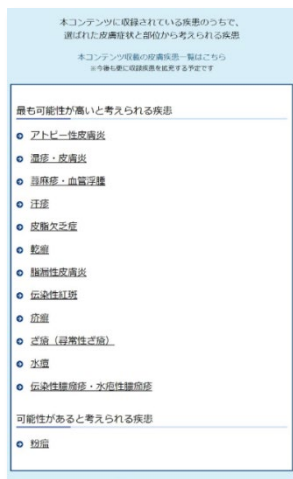 本コンテンツに収録されている疾患のうちで、
選ばれた皮膚症状と部位から考えられる疾患
本コンテンツ収載の皮膚疾患一覧はこちら
※今後も更に収録疾患を拡充する予定です
最も可能性が高いと考えられる疾患
アトピー性皮膚炎
湿疹・皮膚炎
蕁麻疹・血管浮腫
汗疹
皮脂欠乏症
乾癬
脂漏性皮膚炎
伝染性紅斑
疥癬
ざ瘡（尋常性ざ瘡）
水痘
伝染性膿痂疹・水疱性膿痂疹
可能性があると考えられる疾患
粉瘤